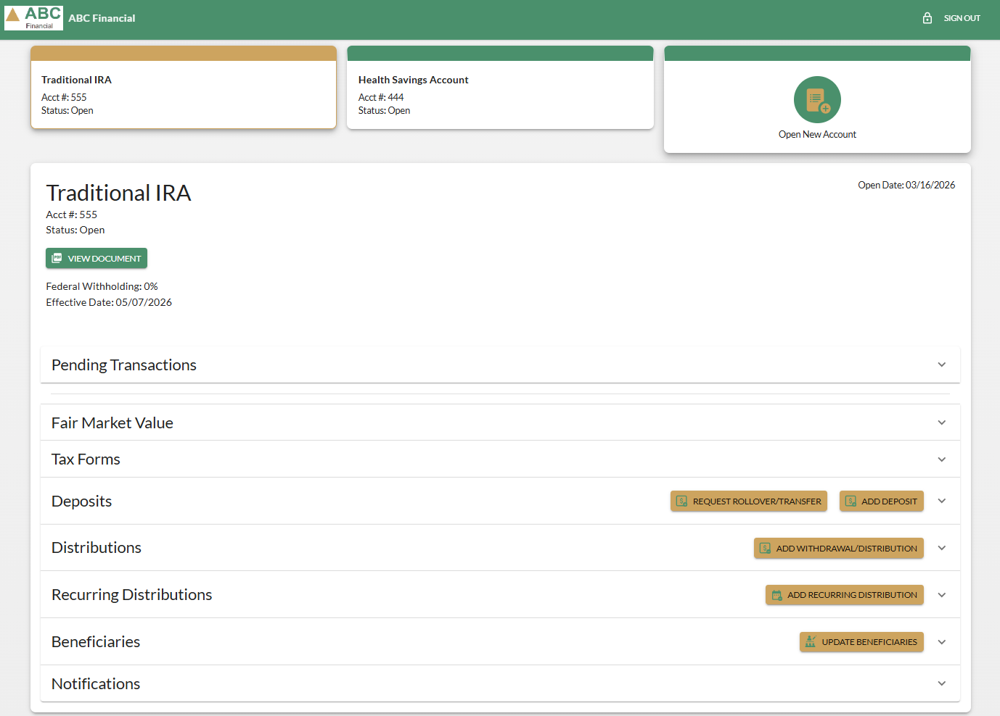 ABC
Financial
ABC Financial
SIGN OUT
Traditional IRA
Acct #: 555
Status: Open
Health Savings Account
Acct #: 444
Status: Open
Open New Account
Traditional IRA
Open Date: 03/16/2026
Acct #: 555
Status: Open
PDF
VIEW DOCUMENT
Federal Withholding: 0%
Effective Date: 05/07/2026
Pending Transactions
Fair Market Value
Tax Forms
Deposits
$ REQUEST ROLLOVER/TRANSFER
$ ADD DEPOSIT
Distributions
$ ADD WITHDRAWAL/DISTRIBUTION
Recurring Distributions
ADD RECURRING DISTRIBUTION
Beneficiaries
UPDATE BENEFICIARIES
Notifications